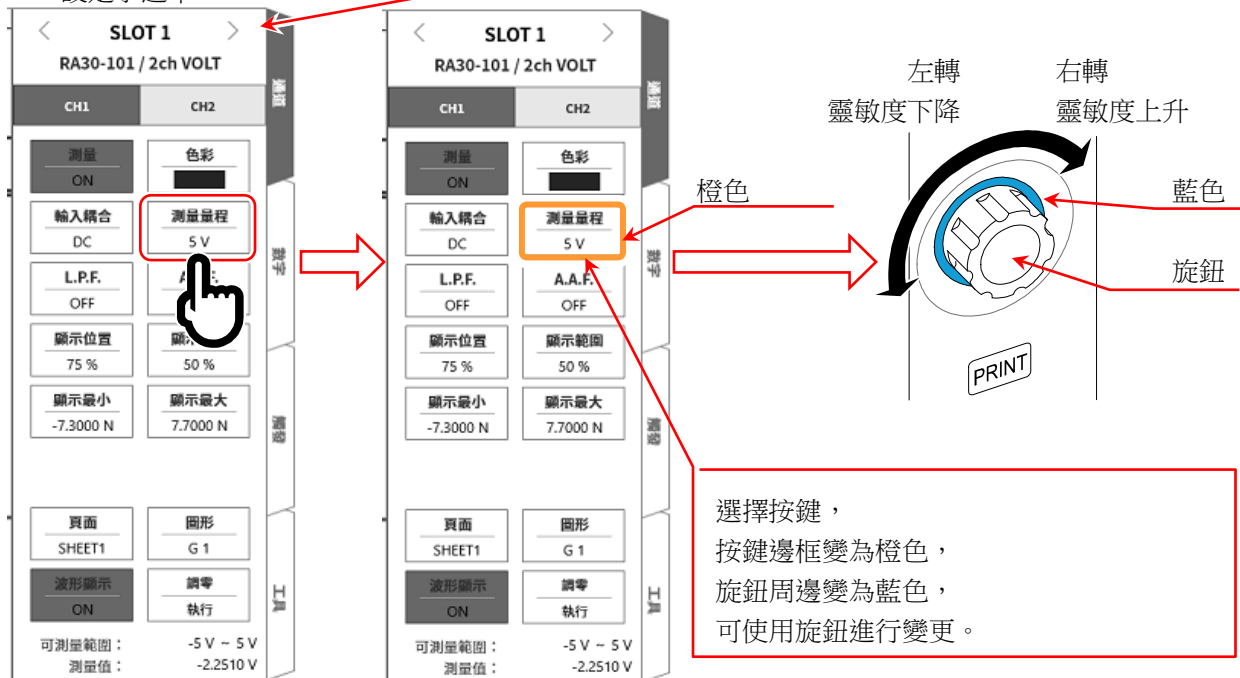 SLOT 1
RA30-101 / 2ch VOLT
CH1
CH2
測量
ON
色彩
輸入耦合
DC
測量量程
5 V
L.P.F.
OFF
顯示位置
75 %
50 %
顯示最小
-7.3000 N
顯示最大
7.7000 N
頁面
SHEET1
圖形
G 1
波形顯示
ON
調零
執行
可測量範圍：
-5 V ~ 5 V
測量值：
-2.2510 V
通道
數字
觸發
工具
SLOT 1
RA30-101 / 2ch VOLT
CH1
CH2
測量
ON
色彩
輸入耦合
DC
測量量程
5 V
L.P.F.
OFF
A.A.F.
OFF
顯示位置
75 %
顯示範圍
50 %
顯示最小
-7.3000 N
顯示最大
7.7000 N
頁面
SHEET1
圖形
G 1
波形顯示
ON
調零
執行
可測量範圍：
-5 V ~ 5 V
測量值：
-2.2510 V
通道
數字
觸發
工具
橙色
左轉
靈敏度下降
右轉
靈敏度上升
藍色
旋鈕
PRINT
選擇按鍵，
按鍵邊框變為橙色，
旋鈕周邊變為藍色，
可使用旋鈕進行變更。